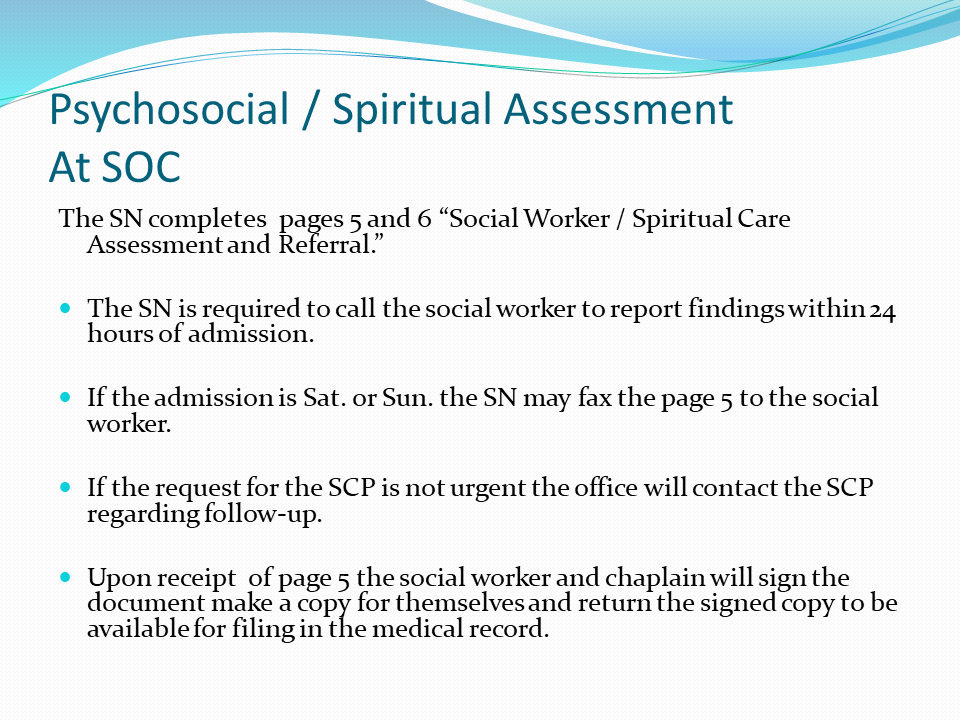 Psychosocial / Spiritual Assessment
At SOC
The SN completes  pages 5 and 6 “Social Worker / Spiritual Care
Assessment and Referral.”
• The SN is required to call the social worker to report findings within 24
hours of admission.
• If the admission is Sat. or Sun. the SN may fax the page 5 to the social
worker.
• If the request for the SCP is not urgent the office will contact the SCP
regarding follow-up.
• Upon receipt  of page 5 the social worker and chaplain will sign the
document make a copy for themselves and return the signed copy to be
available for filing in the medical record.